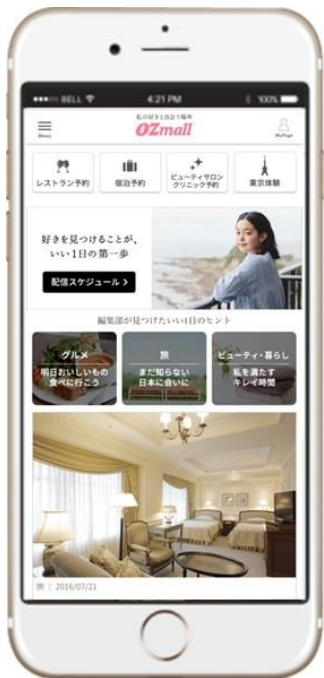 BELL 4:21 PM 100%
私の好きと出会う場所
OZmall
Menu
MyPage
レストラン予約
宿泊予約
ビューティサロン
クリニック予約
東京体験
好きを見つけることが、
いい1日の第一歩
配信スケジュール
編集部が見つけたいい1日のヒント
グルメ
明日おいしいもの
食べに行こう
旅
まだ知らない
日本に会いに
ビューティ・暮らし
私を満たす
キレイ時間
旅 | 2016/07/21